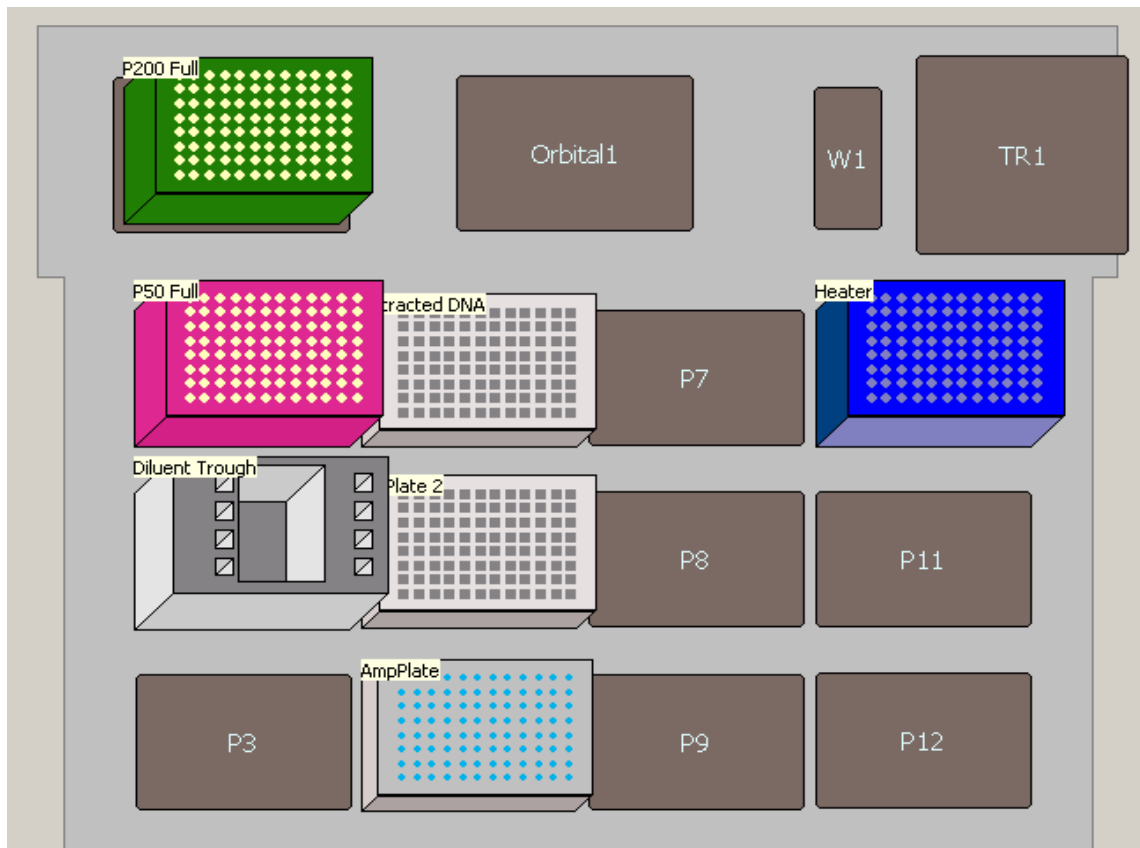 P200 Full
Orbital1
W1
TR1
P50 Full
tracted DNA
P7
Heater
Diluent Trough
Plate 2
P8
P11
P3
AmpPlate
P9
P12